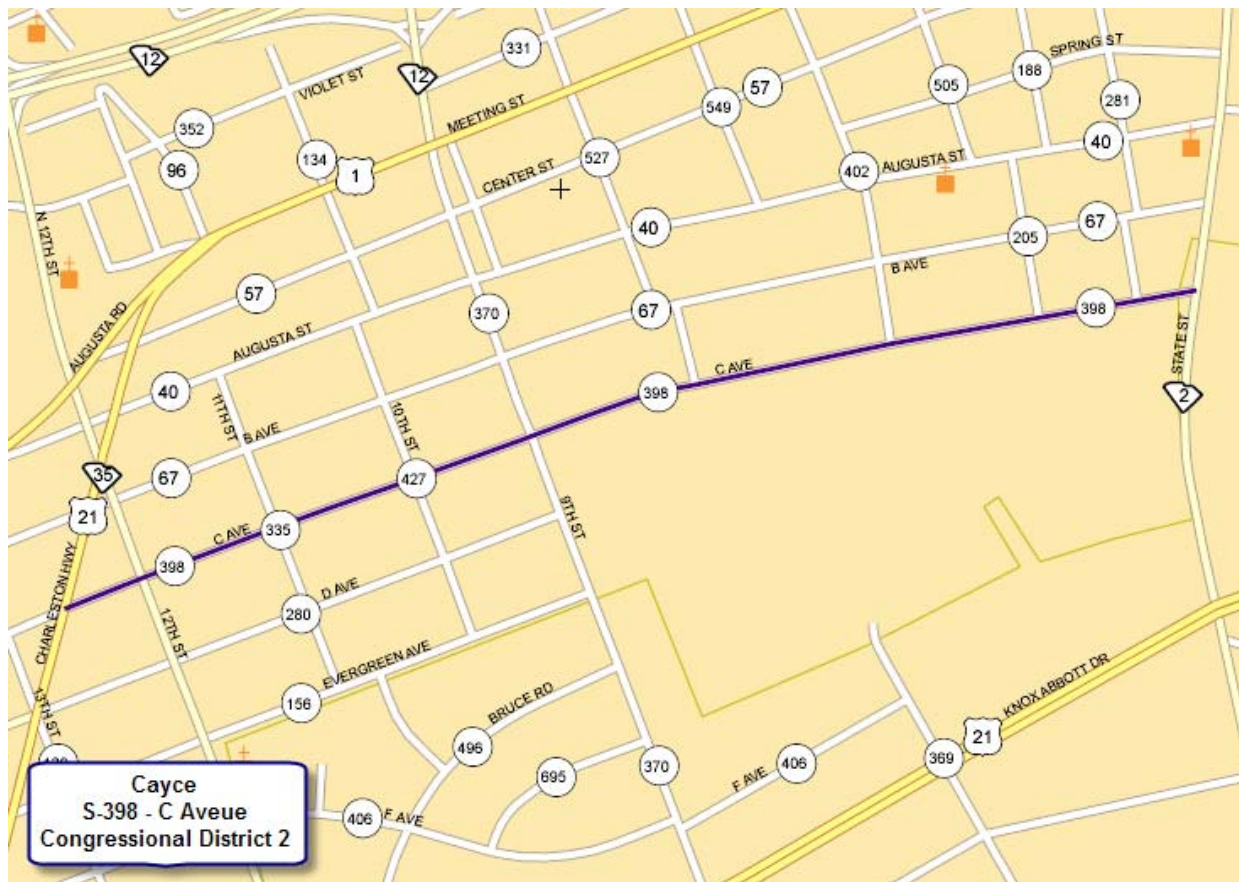 12
331
12
SPRING ST
VIOLET ST
505
188
57
281
549
MEETING ST
352
134
527
40
96
1
CENTER ST
402
AUGUSTA ST
N 12TH ST
40
67
205
B AVE
57
370
67
398
AUGUSTA RD
AUGUSTA ST
STATE ST
C AVE
40
398
2
11TH ST
10TH ST
B AVE
35
67
427
21
9TH ST
C AVE
335
398
D AVE
CHARLESTON HWY
280
12TH ST
EVERGREEN AVE
KNOX ABBOTT DR
13TH ST
156
BRUCE RD
21
496
370
369
695
F AVE
406
406
F AVE
Cayce
S-398 - C Aveue
Congressional District 2